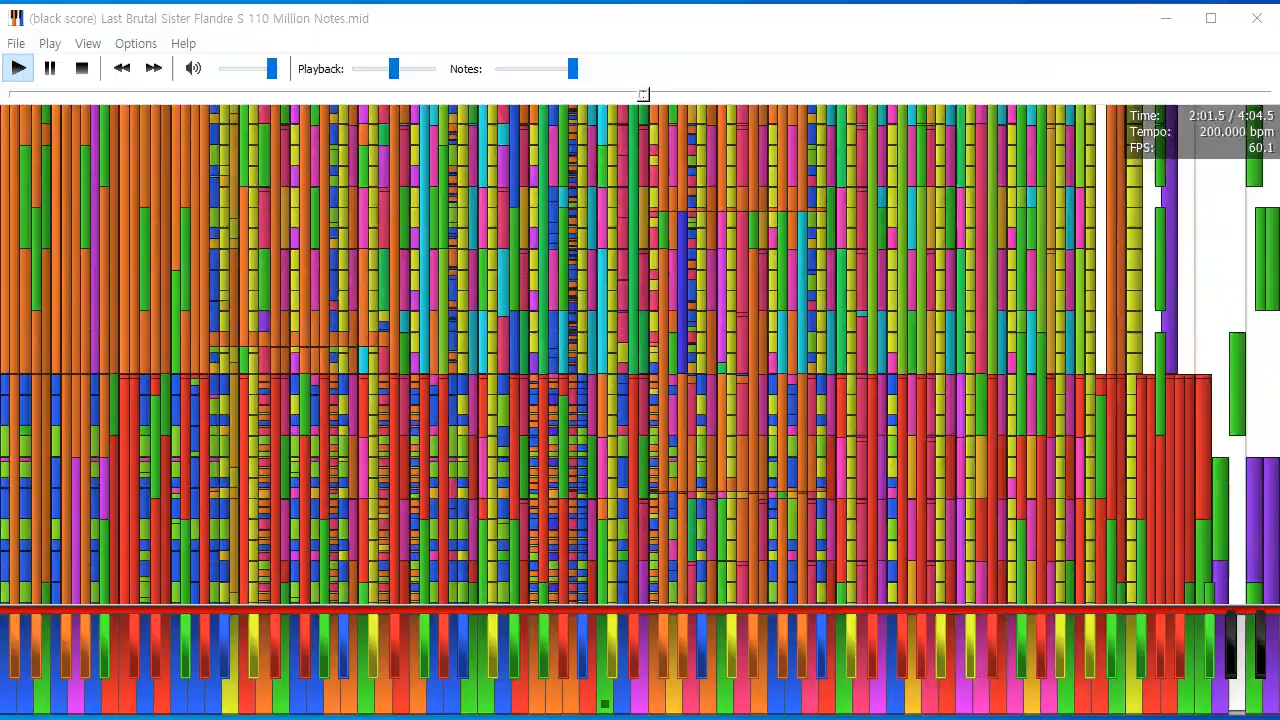 (black score) Last Brutal Sister Flandre S 110 Million Notes.mid
File Play View Options Help
Playback: Notes:
Time: 2:01.5 / 4:04.5
Tempo: 200.000 bpm
FPS: 60.1